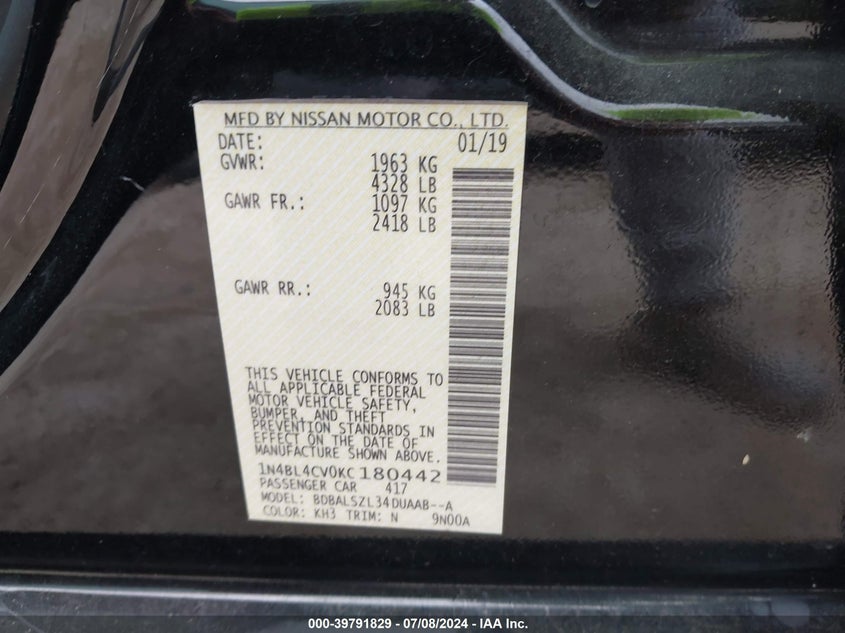 MFD BY NISSAN MOTOR CO., LTD.
DATE: 01/19
GVWR: 1963 KG
4328 LB
GAWR FR.: 1097 KG
2418 LB
GAWR RR.: 945 KG
2083 LB
THIS VEHICLE CONFORMS TO
ALL APPLICABLE FEDERAL
MOTOR VEHICLE SAFETY,
BUMPER, AND THEFT
PREVENTION STANDARDS IN
EFFECT ON THE DATE OF
MANUFACTURE SHOWN ABOVE.
1N4BL4CV0KC180442
PASSENGER CAR 417
MODEL: BDBALSZL34DUAAB--A
COLOR: KH3 TRIM: N 9N00A
000-39791829 - 07/08/2024 - IAA Inc.